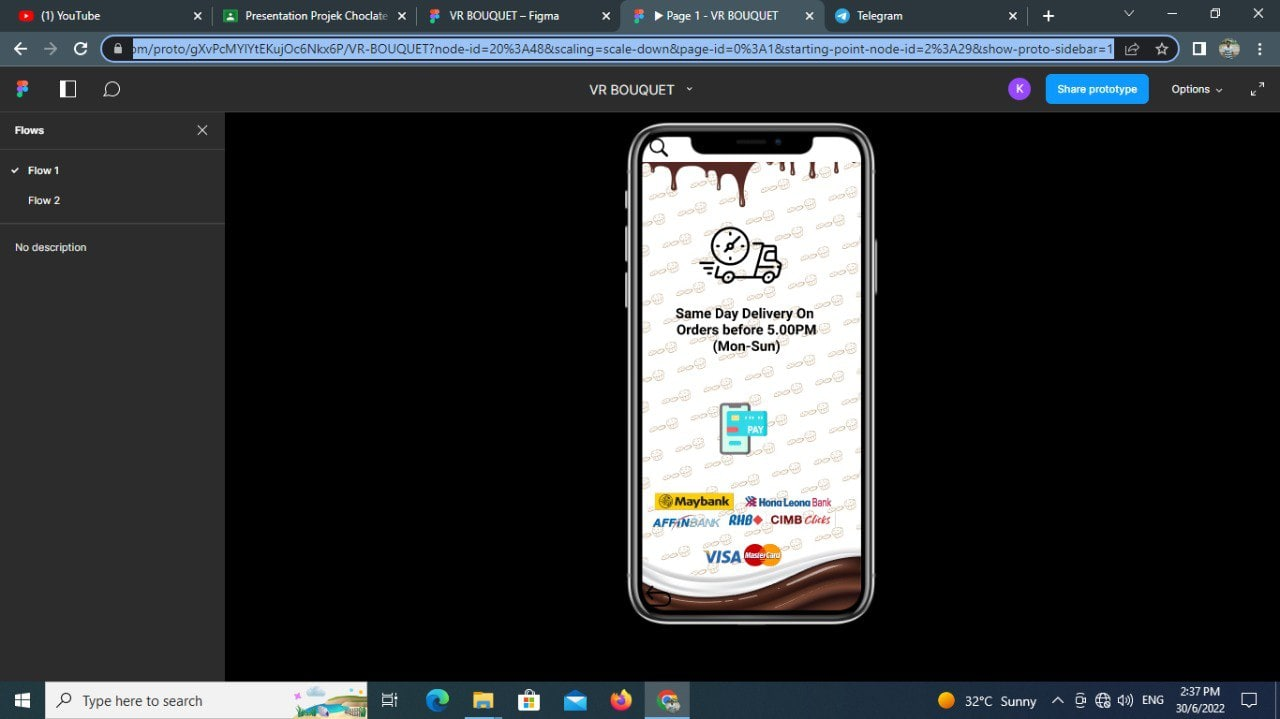 (1) YouTube
Presentation Projek Choclate
VR BOUQUET – Figma
▶ Page 1 - VR BOUQUET
Telegram
om/proto/gXvPcMYlYtEKujOc6Nkx6P/VR-BOUQUET?node-id=20%3A48&scaling=scale-down&page-id=0%3A1&starting-point-node-id=2%3A29&show-proto-sidebar=1
VR BOUQUET
K
Share prototype
Options
Flows
Flow 1
Flow 2
No description
Same Day Delivery On
Orders before 5.00PM
(Mon-Sun)
PAY
Maybank
Hong Leong Bank
AFFINBANK RHB CIMB Clicks
VISA MasterCard
Type here to search
32°C Sunny
ENG
2:37 PM
30/6/2022